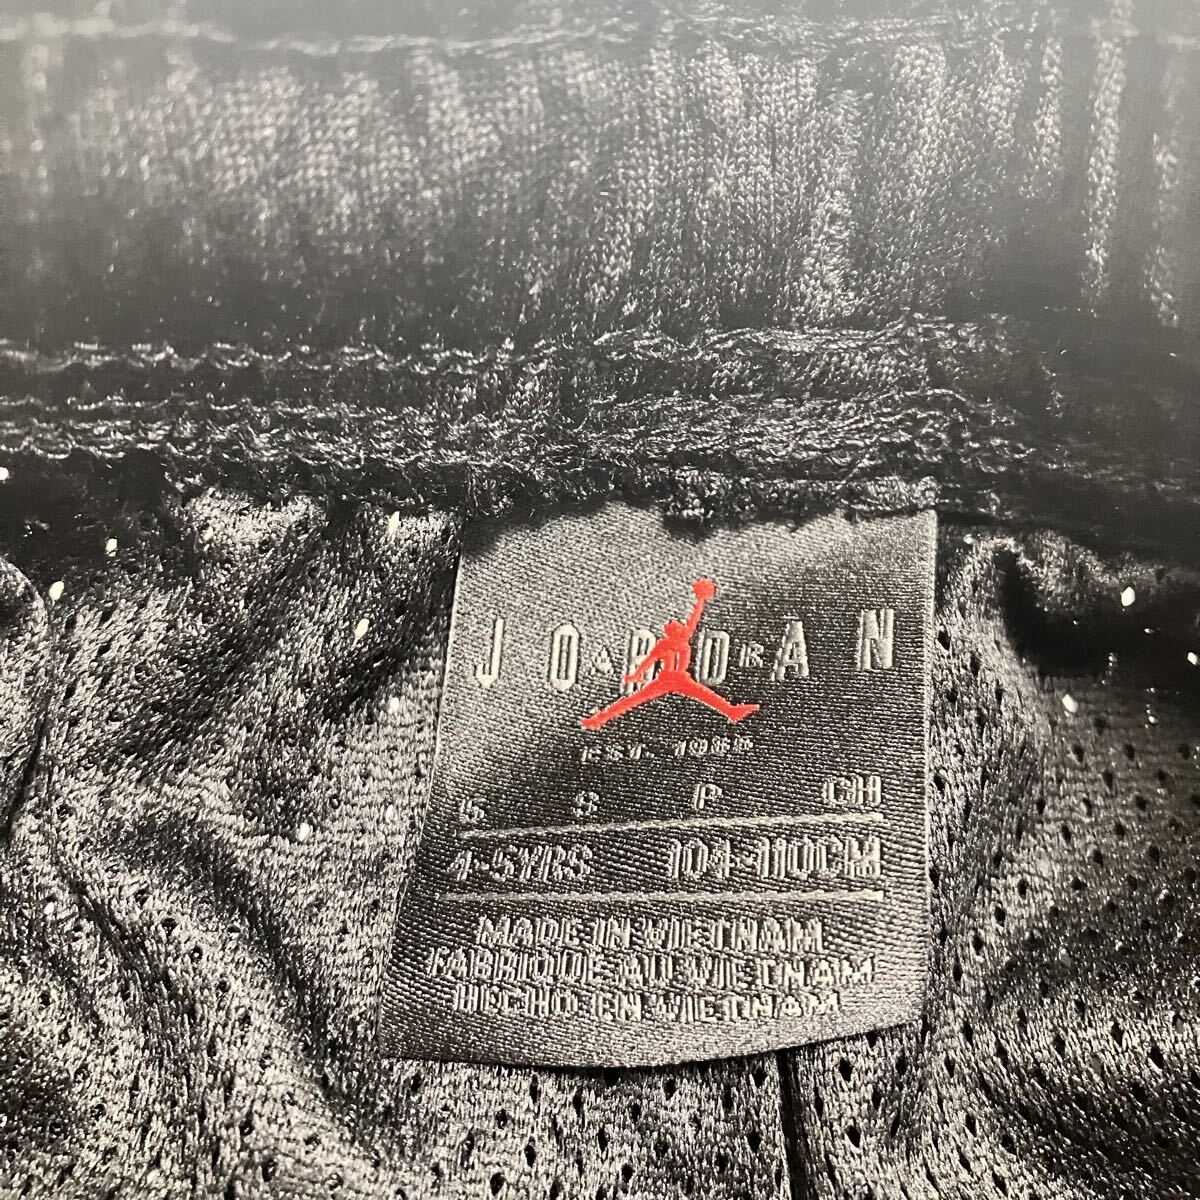 JORDAN
EST. 1985
S S P CH
4-5YRS 104-110CM
MADE IN VIETNAM
FABRIQUE AU VIETNAM
HECHO EN VIETNAM